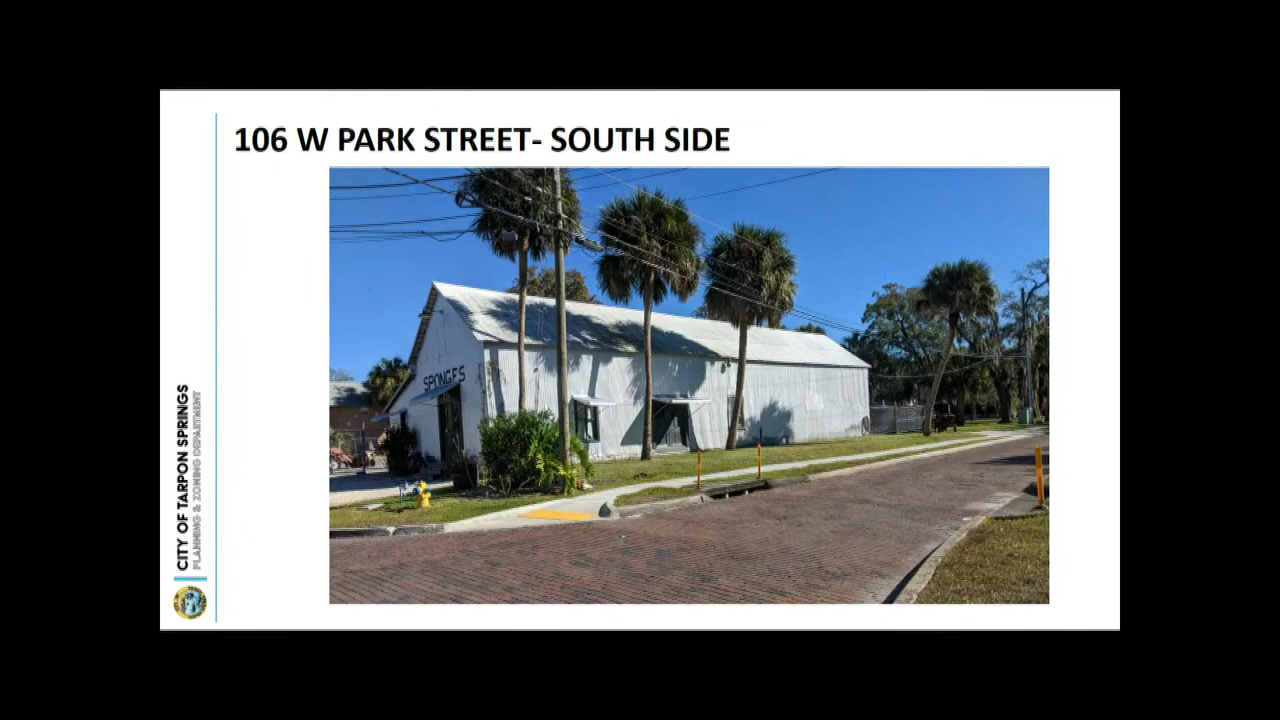 106 W PARK STREET- SOUTH SIDE
SPONGES
CITY OF TARPON SPRINGS
PLANNING & ZONING DEPARTMENT